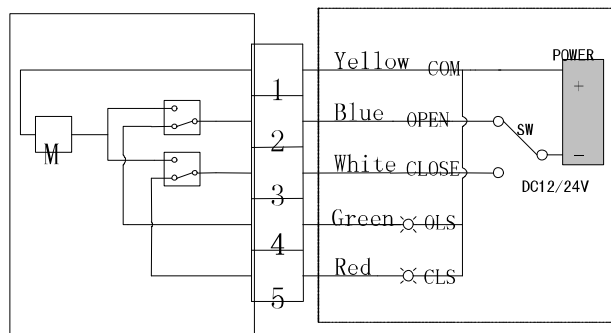 Yellow COM POWER
+
1
Blue OPEN SW
M
2
−
White CLOSE
DC12/24V
3
Green OLS
4
Red CLS
5